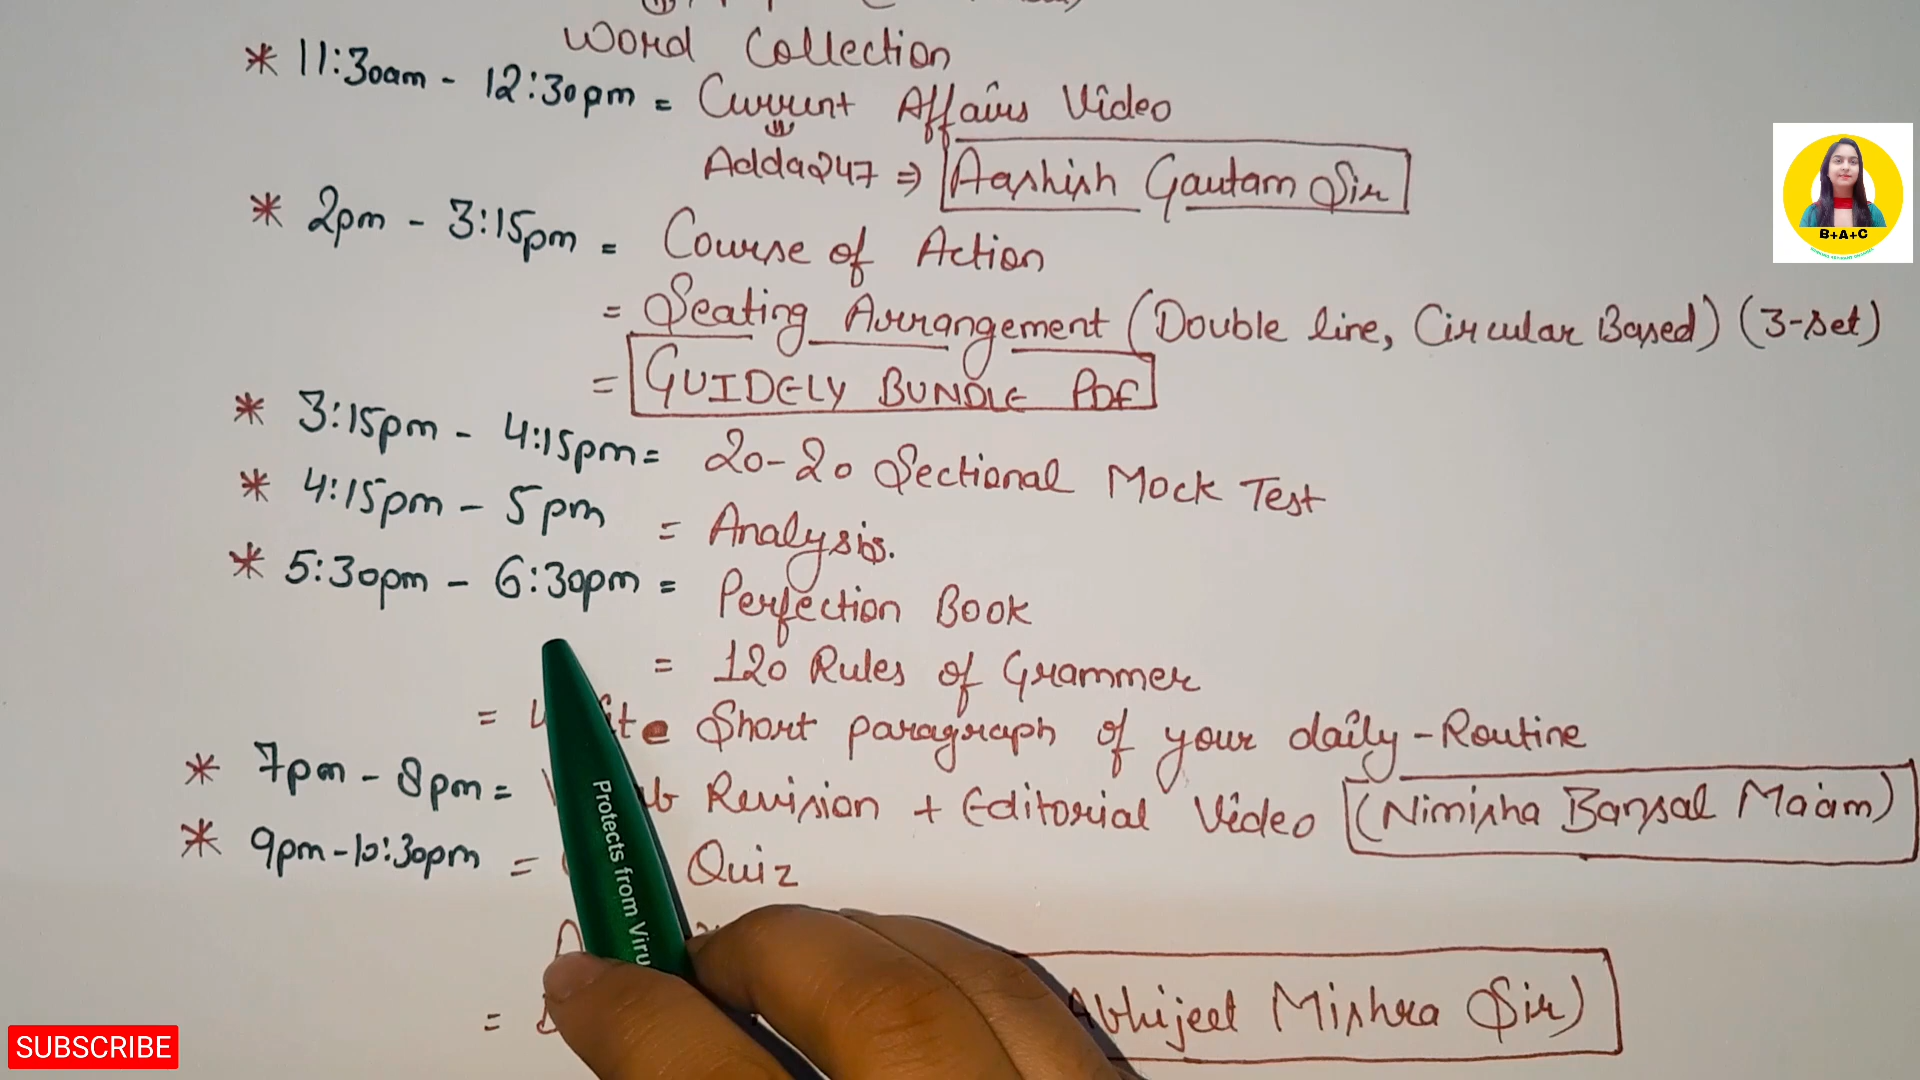 Word Collection
* 11:30am - 12:30pm = Current Affairs Video
Adda247 ⇒ Aashish Gautam Sir
* 2pm - 3:15pm = Course of Action
= Seating Arrangement (Double line, Circular Based) (3-set)
= GUIDELY BUNDLE PDF
* 3:15pm - 4:15pm = 20-20 Sectional Mock Test
* 4:15pm - 5pm = Analysis.
* 5:30pm - 6:30pm = Perfection Book
= 120 Rules of Grammer
= Short paragraph of your daily-Routine
* 7pm - 8pm = Revision + Editorial Video (Nimisha Bansal Ma'am)
* 9pm-10:30pm = Quiz
= Abhijeet Mishra Sir)
Protects from Viru
B+A+C
SUBSCRIBE